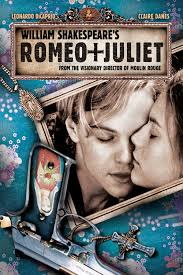 LEONARDO DiCAPRIO CLAIRE DANES
WILLIAM SHAKESPEARE'S
ROMEO+JULIET
FROM THE VISIONARY DIRECTOR OF MOULIN ROUGE